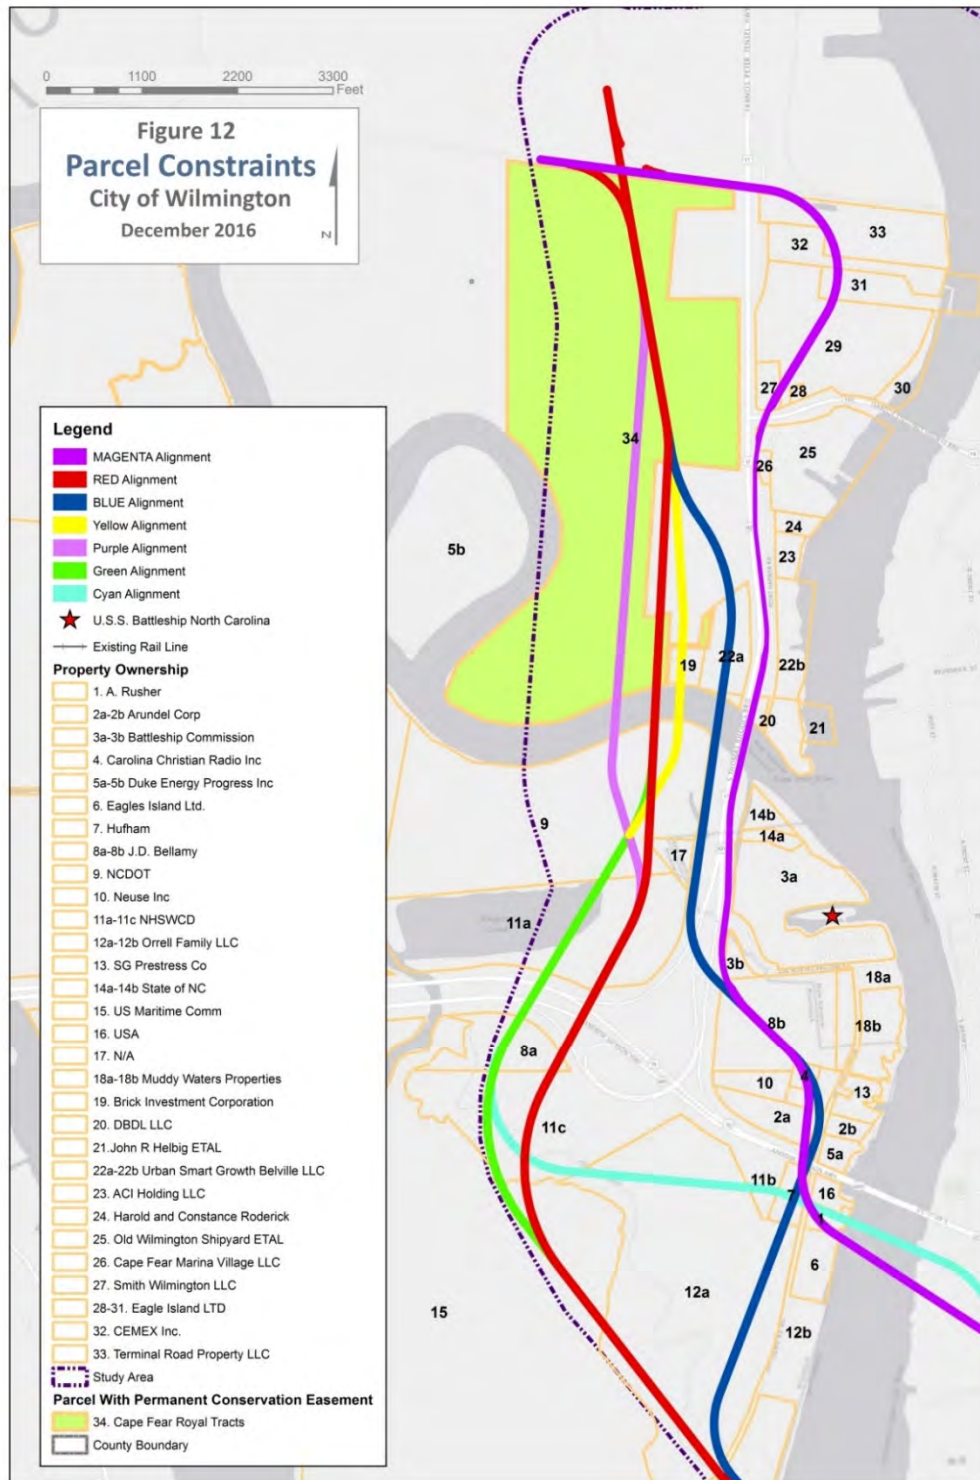 0 1100 2200 3300
Feet
Figure 12
Parcel Constraints
City of Wilmington
December 2016
N
Legend
MAGENTA Alignment
RED Alignment
BLUE Alignment
Yellow Alignment
Purple Alignment
Green Alignment
Cyan Alignment
U.S.S. Battleship North Carolina
Existing Rail Line
Property Ownership
1. A. Rusher
2a-2b Arundel Corp
3a-3b Battleship Commission
4. Carolina Christian Radio Inc
5a-5b Duke Energy Progress Inc
6. Eagles Island Ltd.
7. Hufham
8a-8b J.D. Bellamy
9. NCDOT
10. Neuse Inc
11a-11c NHSWCD
12a-12b Orrell Family LLC
13. SG Prestress Co
14a-14b State of NC
15. US Maritime Comm
16. USA
17. N/A
18a-18b Muddy Waters Properties
19. Brick Investment Corporation
20. DBDL LLC
21.John R Helbig ETAL
22a-22b Urban Smart Growth Belville LLC
23. ACI Holding LLC
24. Harold and Constance Roderick
25. Old Wilmington Shipyard ETAL
26. Cape Fear Marina Village LLC
27. Smith Wilmington LLC
28-31. Eagle Island LTD
32. CEMEX Inc.
33. Terminal Road Property LLC
Study Area
Parcel With Permanent Conservation Easement
34. Cape Fear Royal Tracts
County Boundary
33
32
31
29
27
28
30
34
25
26
5b
24
23
19
22a
22b
20
21
14b
9
14a
17
3a
11a
3b
18a
8b
18b
8a
4
10
13
2a
11c
2b
5a
11b
7
16
1
6
12a
15
12b